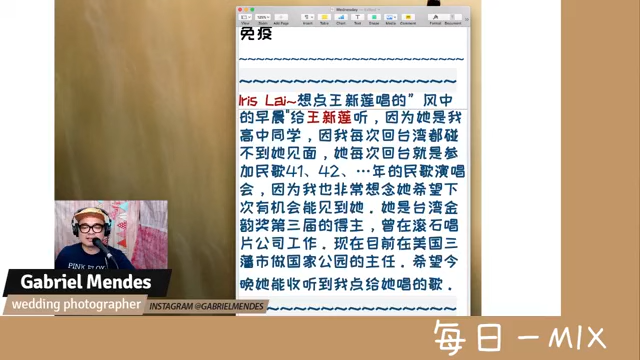 免疫
~~~~~~~~~~~~~~~~~~~~~~~~~~
~~~~~~~~~~~~~~~~~~~
Iris Lai~想点王新莲唱的”风中
的早晨"给王新莲听，因为她是我
高中同学，因我每次回台湾都碰
不到她见面，她每次回台就是参
加民歌41、42、…年的民歌演唱
会，因为我也非常想念她希望下
次有机会能见到她．她是台湾金
韵奖第三届的得主，曾在滚石唱
片公司工作．现在目前在美国三
藩市做国家公园的主任．希望今
晚她能收听到我点给她唱的歌．
~~~~~~~~~~~~~~~~~~~
PINK FLOYD
Gabriel Mendes
wedding photographer
INSTAGRAM @GABRIELMENDES
每日一MIX